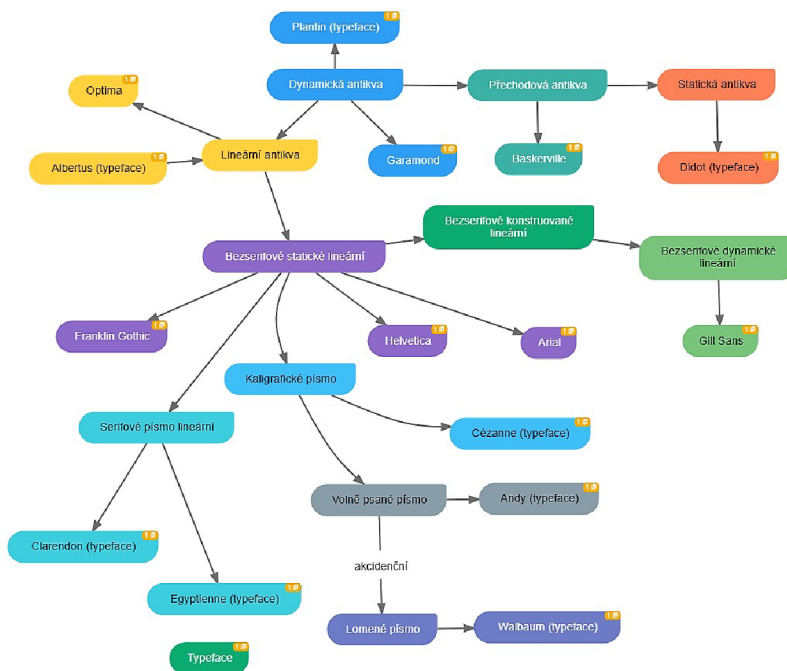 Plantin (typeface)
Dynamická antikva
Přechodová antikva
Statická antikva
Optima
Lineární antikva
Albertus (typeface)
Garamond
Baskerville
Didot (typeface)
Bezserifové konstruované
lineární
Bezserifové statické lineární
Bezserifové dynamické
lineární
Franklin Gothic
Helvetica
Arial
Gill Sans
Kaligrafické písmo
Serifové písmo lineární
Cézanne (typeface)
Volně psané písmo
Andy (typeface)
Clarendon (typeface)
akcidenční
Egyptienne (typeface)
Lomené písmo
Walbaum (typeface)
Typeface